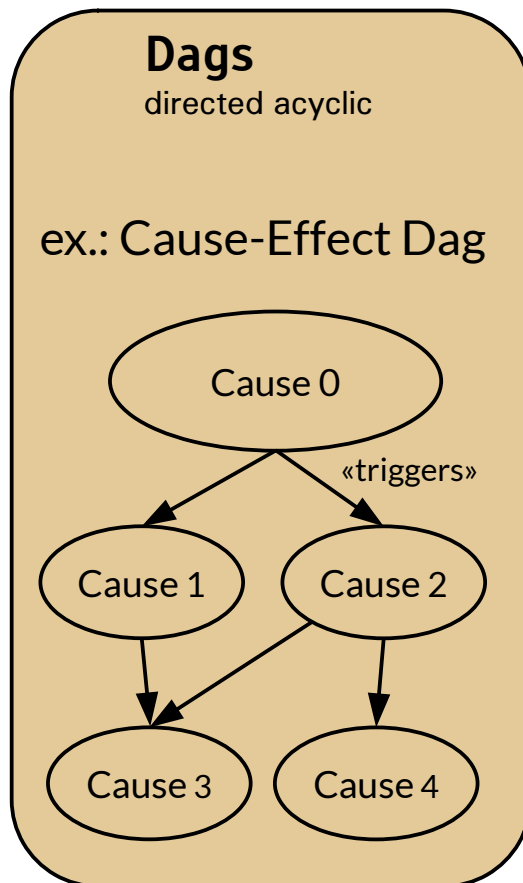 Dags
directed acyclic
ex.: Cause-Effect Dag
Cause 0
«triggers»
Cause 1
Cause 2
Cause 3
Cause 4